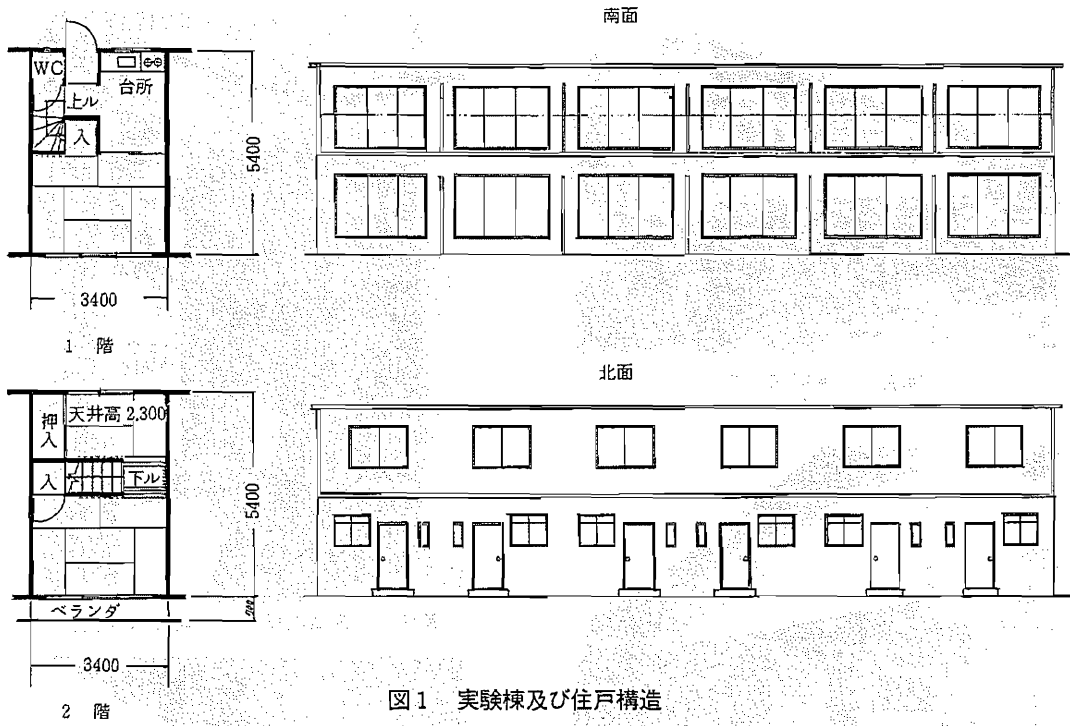 南面
WC
台所
上ル
入
5400
3400
1 階
北面
押入
天井高 2,300
入
下ル
5400
ベランダ
3400
2 階
図1 実験棟及び住戸構造